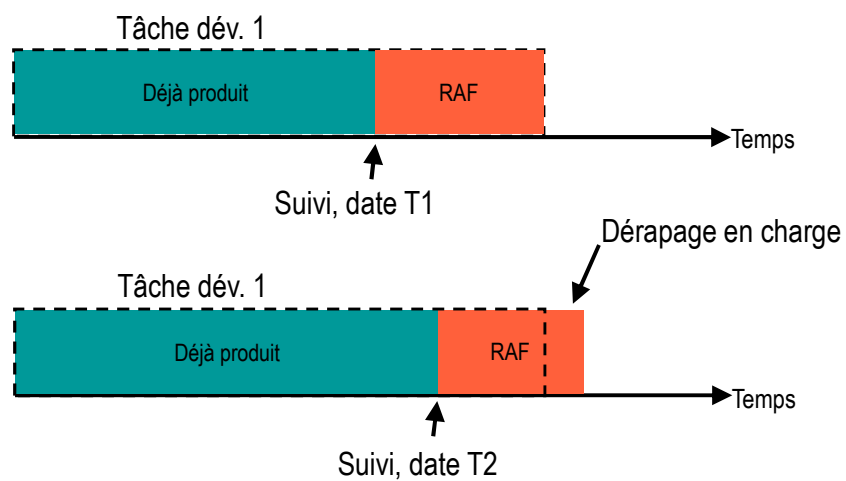 Tâche dév. 1
Déjà produit
RAF
Temps
Suivi, date T1
Dérapage en charge
Tâche dév. 1
Déjà produit
RAF
Temps
Suivi, date T2